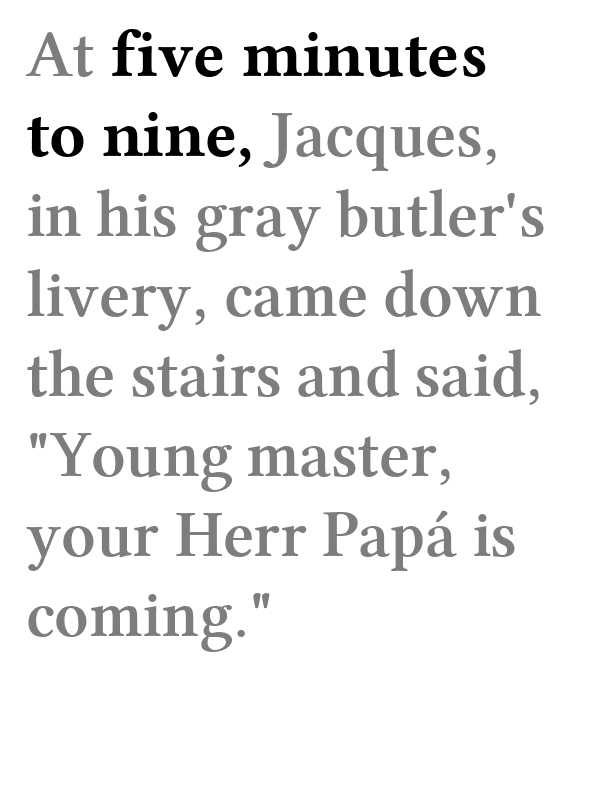 At five minutes
to nine, Jacques,
in his gray butler's
livery, came down
the stairs and said,
"Young master,
your Herr Papá is
coming."